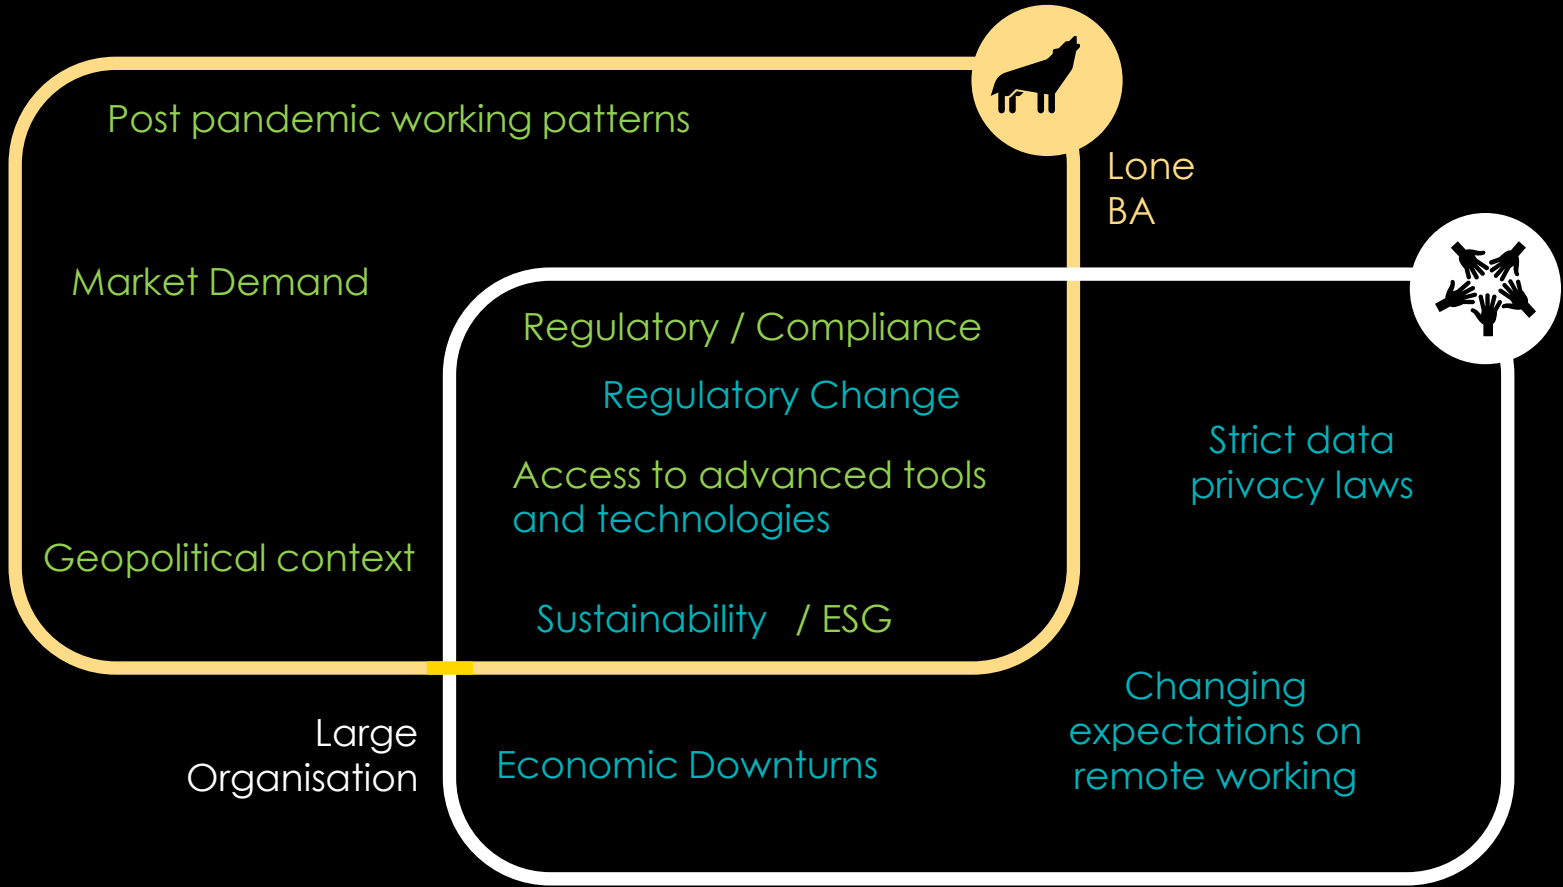 Post pandemic working patterns
Lone
BA
Market Demand
Regulatory / Compliance
Regulatory Change
Strict data
privacy laws
Access to advanced tools
and technologies
Geopolitical context
Sustainability / ESG
Changing
expectations on
remote working
Large
Organisation
Economic Downturns